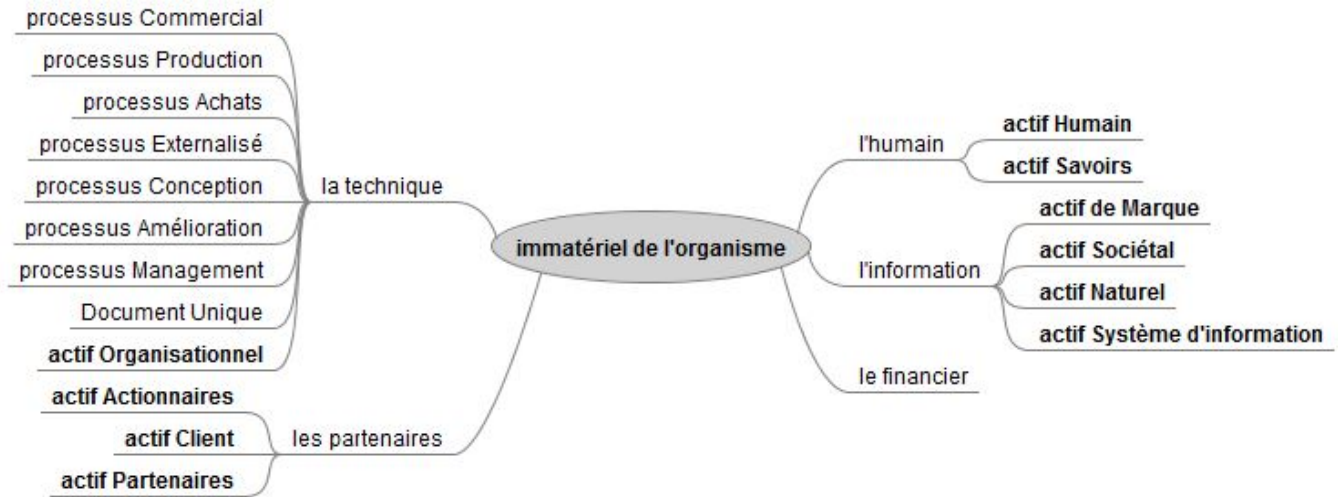 processus Commercial
processus Production
processus Achats
processus Externalisé
processus Conception
processus Amélioration
processus Management
Document Unique
actif Organisationnel
la technique
actif Actionnaires
actif Client
actif Partenaires
les partenaires
immatériel de l'organisme
l'humain
actif Humain
actif Savoirs
l'information
actif de Marque
actif Sociétal
actif Naturel
actif Système d'information
le financier